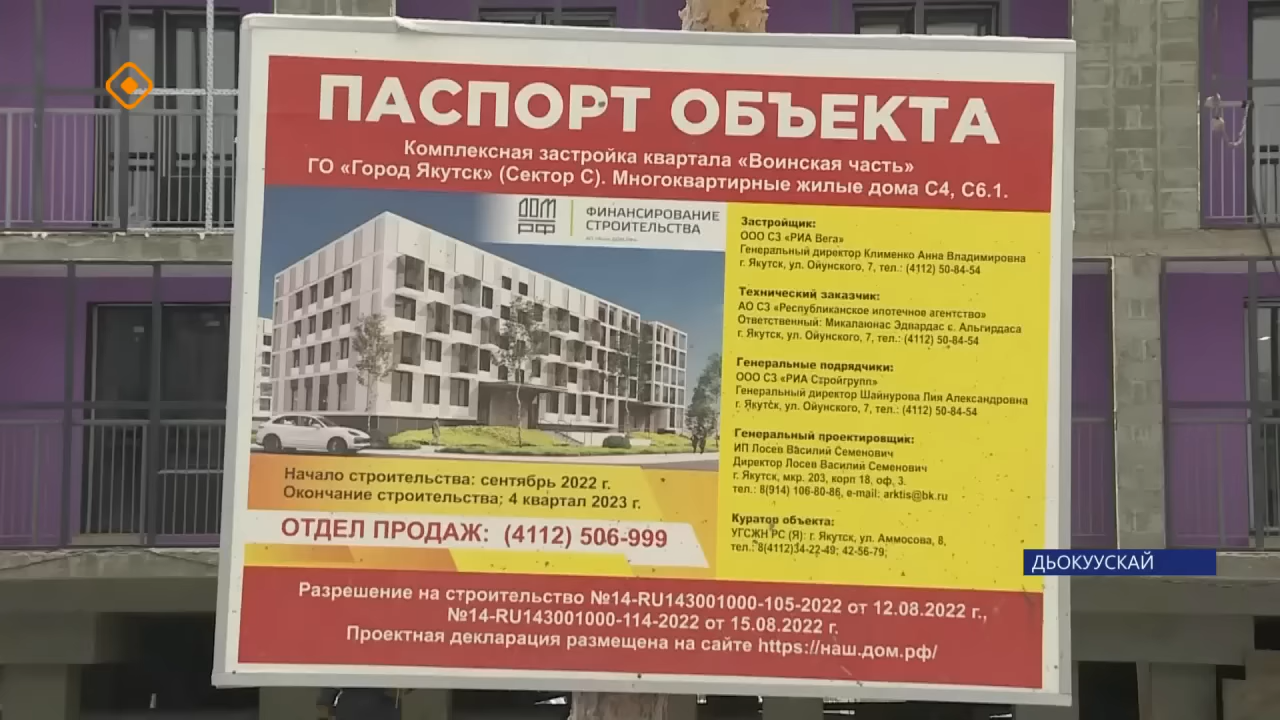 ПАСПОРТ ОБЪЕКТА
Комплексная застройка квартала «Воинская часть»
ГО «Город Якутск» (Сектор С). Многоквартирные жилые дома С4, С6.1.
ДОМ
РФ
ФИНАНСИРОВАНИЕ
СТРОИТЕЛЬСТВА
Застройщик:
ООО СЗ «РИА Вега»
Генеральный директор Клименко Анна Владимировна
г. Якутск, ул. Ойунского, 7, тел.: (4112) 50-84-54
Технический заказчик:
АО СЗ «Республиканское ипотечное агентство»
Ответственный: Микалаюнас Эдвардас с. Альгирдаса
г. Якутск, ул. Ойунского, 7, тел.: (4112) 50-84-54
Генеральные подрядчики:
ООО СЗ «РИА Стройгрупп»
Генеральный директор Шайнурова Лия Александровна
г. Якутск, ул. Ойунского, 7, тел.: (4112) 50-84-54
Генеральный проектировщик:
ИП Лосев Василий Семенович
Директор Лосев Василий Семенович
г. Якутск, мкр. 203, корп 18, оф. 3.
тел.: 8(914) 106-80-86, e-mail: arktis@bk.ru
Куратор объекта:
УГСЖН РС (Я): г. Якутск, ул. Аммосова, 8,
тел.: 8(4112)34-22-49; 42-56-79;
Начало строительства: сентябрь 2022 г.
Окончание строительства; 4 квартал 2023 г.
ОТДЕЛ ПРОДАЖ: (4112) 506-999
Разрешение на строительство №14-RU143001000-105-2022 от 12.08.2022 г.,
№14-RU143001000-114-2022 от 15.08.2022 г.
Проектная декларация размещена на сайте https://наш.дом.рф/
ДЬОКУУСКАЙ